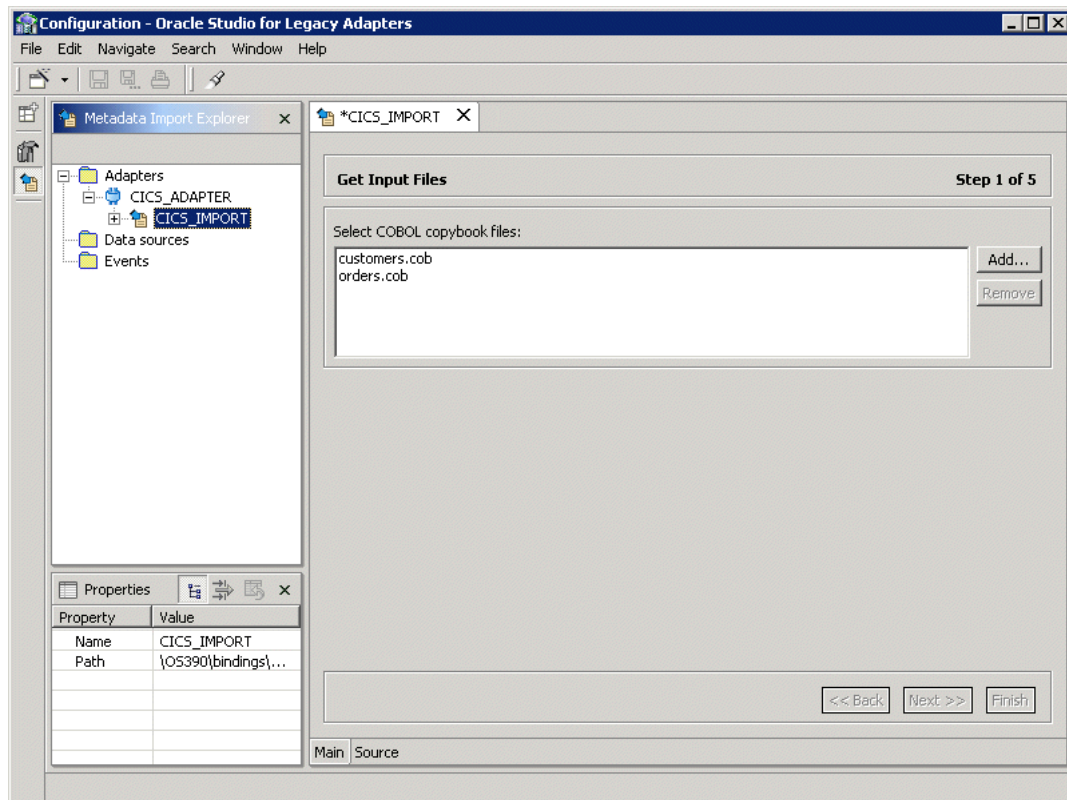 Configuration - Oracle Studio for Legacy Adapters
File Edit Navigate Search Window Help
Metadata Import Explorer
Adapters
CICS_ADAPTER
CICS_IMPORT
Data sources
Events
*CICS_IMPORT
Get Input Files Step 1 of 5
Select COBOL copybook files:
customers.cob
orders.cob
Add...
Remove
Properties
Property Value
Name CICS_IMPORT
Path \OS390\bindings\...
<< Back Next >> Finish
Main Source